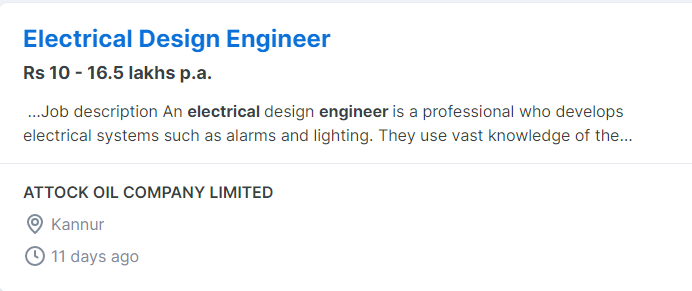 Electrical Design Engineer
Rs 10 - 16.5 lakhs p.a.
...Job description An electrical design engineer is a professional who develops
electrical systems such as alarms and lighting. They use vast knowledge of the...
ATTOCK OIL COMPANY LIMITED
Kannur
11 days ago